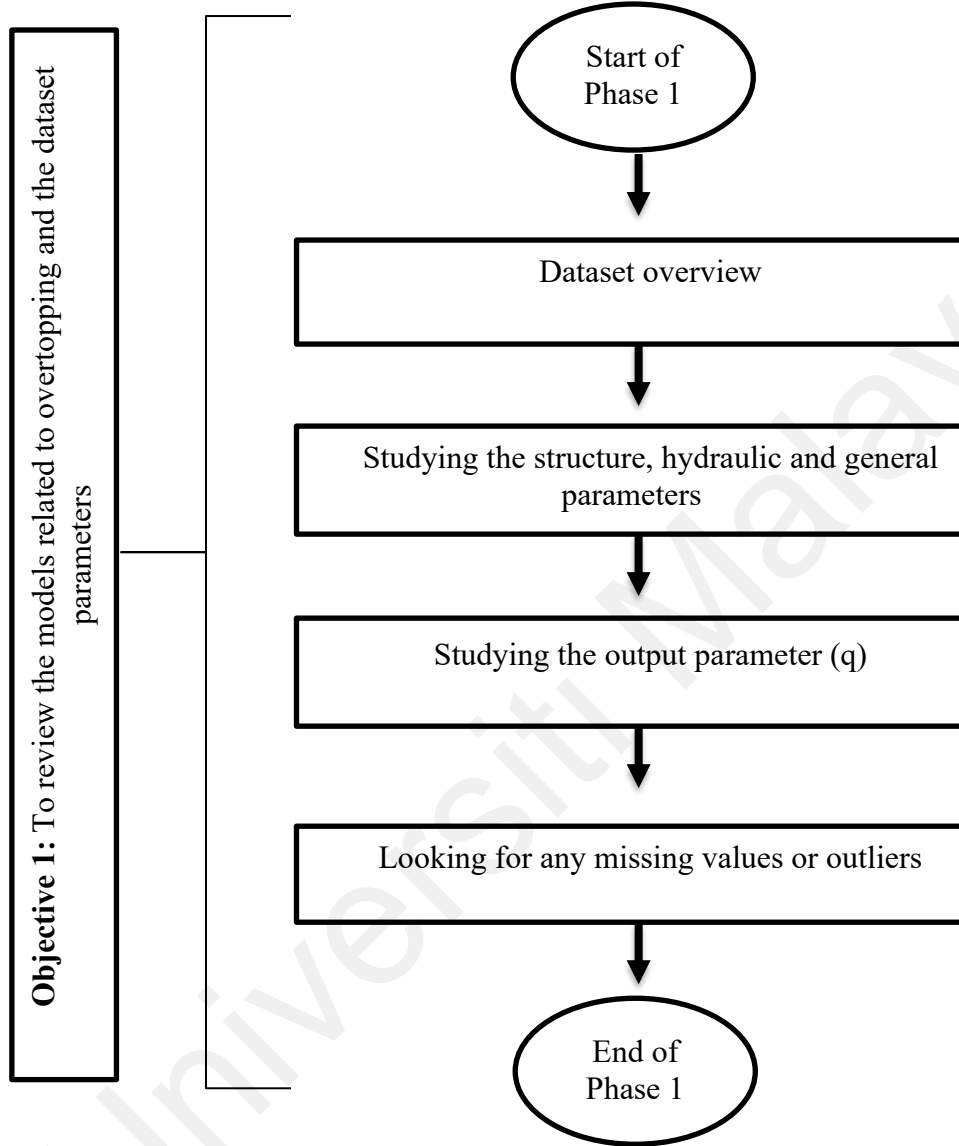 Objective 1: To review the models related to overtopping and the dataset
parameters
Start of
Phase 1
Dataset overview
Studying the structure, hydraulic and general
parameters
Studying the output parameter (q)
Looking for any missing values or outliers
End of
Phase 1